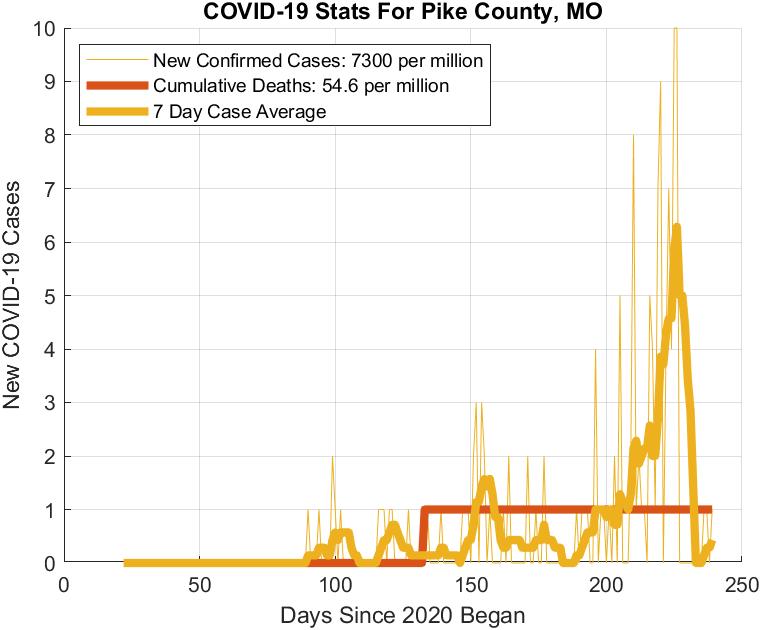 COVID-19 Stats For Pike County, MO
New Confirmed Cases: 7300 per million
Cumulative Deaths: 54.6 per million
7 Day Case Average
New COVID-19 Cases
10
9
8
7
6
5
4
3
2
1
0
0 50 100 150 200 250
Days Since 2020 Began